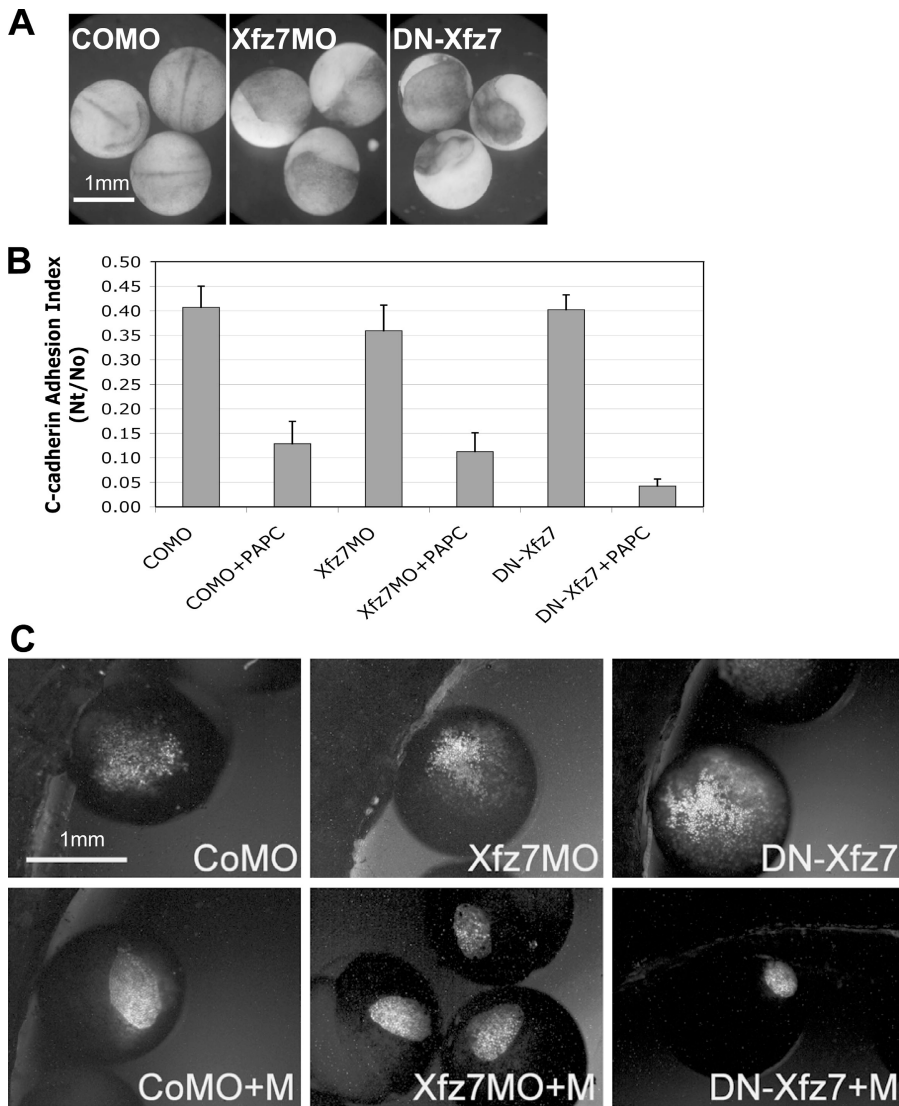 A
COMO
Xfz7MO
DN-Xfz7
1mm
B
C-cadherin Adhesion Index
(Nt/No)
0.50
0.45
0.40
0.35
0.30
0.25
0.20
0.15
0.10
0.05
0.00
COMO
COMO+PAPC
Xfz7MO
Xfz7MO+PAPC
DN-Xfz7
DN-Xfz7+PAPC
C
1mm
CoMO
Xfz7MO
DN-Xfz7
CoMO+M
Xfz7MO+M
DN-Xfz7+M